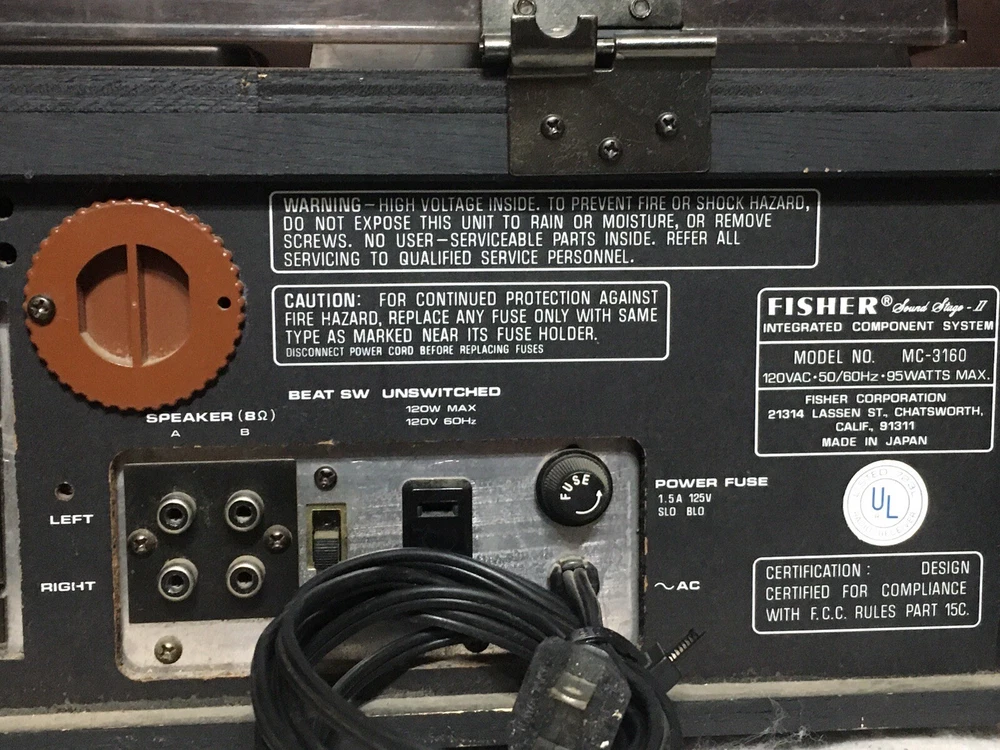 WARNING – HIGH VOLTAGE INSIDE. TO PREVENT FIRE OR SHOCK HAZARD,
DO NOT EXPOSE THIS UNIT TO RAIN OR MOISTURE, OR REMOVE
SCREWS. NO USER–SERVICEABLE PARTS INSIDE. REFER ALL
SERVICING TO QUALIFIED SERVICE PERSONNEL.
CAUTION: FOR CONTINUED PROTECTION AGAINST
FIRE HAZARD, REPLACE ANY FUSE ONLY WITH SAME
TYPE AS MARKED NEAR ITS FUSE HOLDER.
DISCONNECT POWER CORD BEFORE REPLACING FUSES
FISHER® Sound Stage-II
INTEGRATED COMPONENT SYSTEM
MODEL NO. MC-3160
120VAC·50/60Hz·95WATTS MAX.
FISHER CORPORATION
21314 LASSEN ST., CHATSWORTH,
CALIF., 91311
MADE IN JAPAN
BEAT SW UNSWITCHED
120W MAX
120V 60Hz
SPEAKER (8Ω)
A B
LEFT
RIGHT
FUSE
POWER FUSE
1.5A 125V
SLO BLO
~AC
UL
CERTIFICATION : DESIGN
CERTIFIED FOR COMPLIANCE
WITH F.C.C. RULES PART 15C.